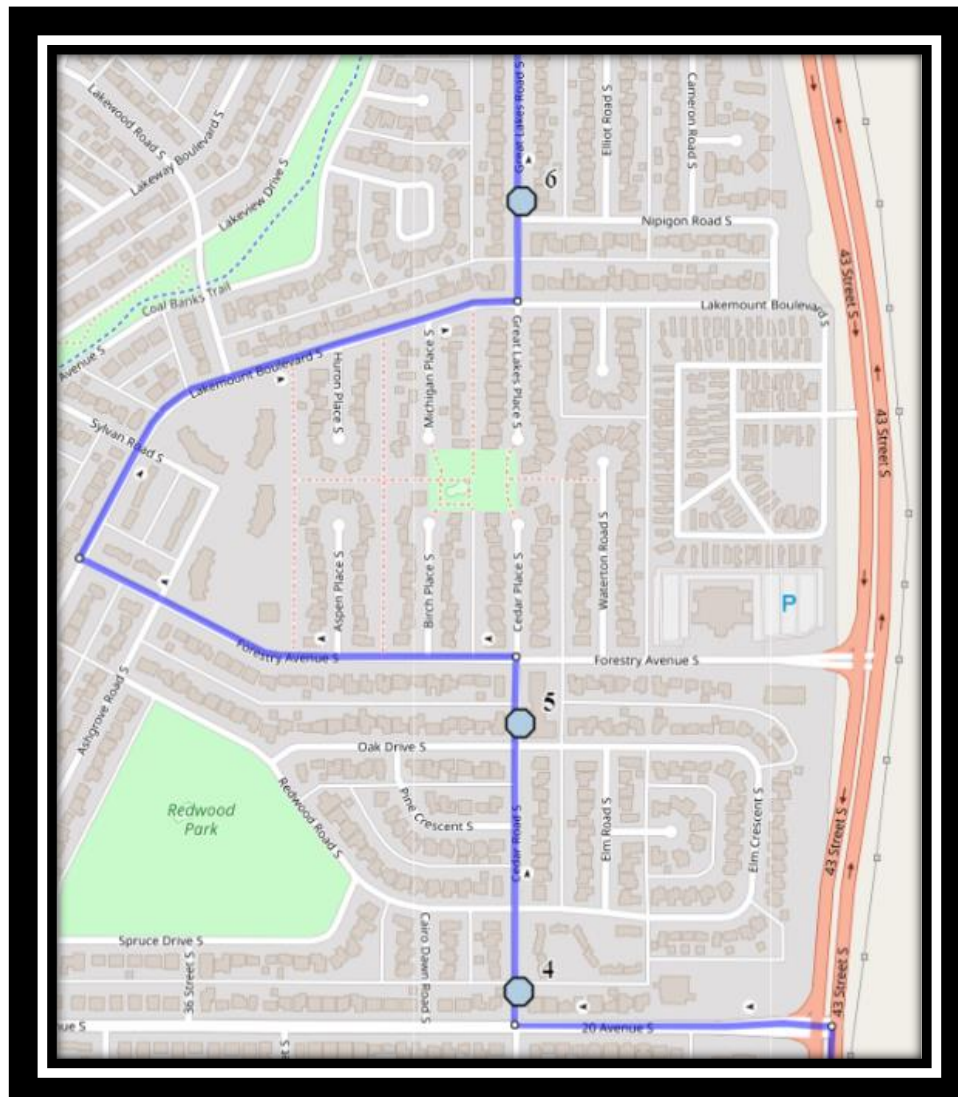 Great Lakes Road S
Elliot Road S
Cameron Road S
Lakewood Road S
Lakeway Boulevard S
Lakeview Drive S
6
Nipigon Road S
43 Street S
Coal Banks Trail
Lakemount Boulevard S
Avenue S
Lakemount Boulevard S
Huron Place S
Michigan Place S
Great Lakes Place S
Sylvan Road S
43 Street S
Aspen Place S
Birch Place S
Cedar Place S
Waterton Road S
P
Forestry Avenue S
Forestry Avenue S
Ashgrove Road S
5
Oak Drive S
Redwood Park
Redwood Road S
Pine Crescent S
Cedar Road S
Elm Road S
Elm Crescent S
43 Street S
Spruce Drive S
36 Street S
Cairo Dawn Road S
4
43 Street S
ue S
20 Avenue S